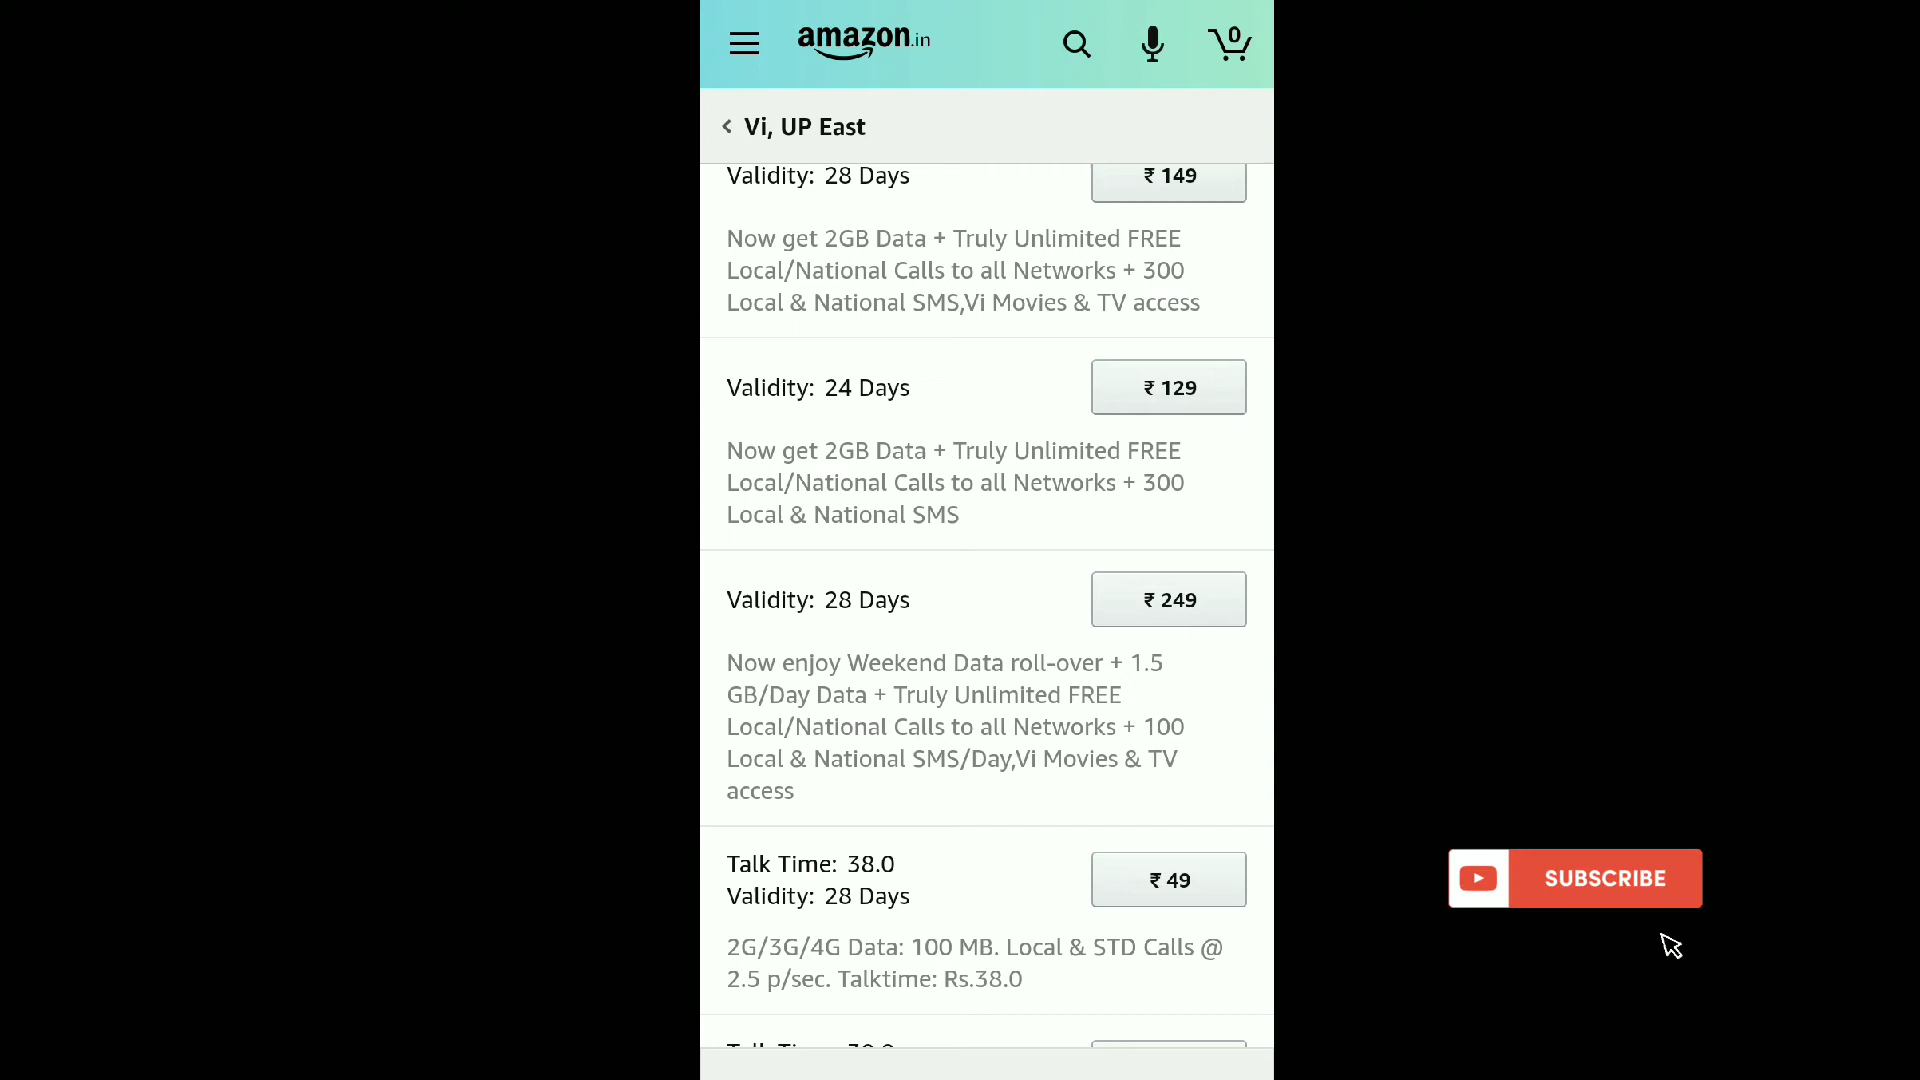 amazon.in
0
Vi, UP East
Validity: 28 Days
₹ 149
Now get 2GB Data + Truly Unlimited FREE
Local/National Calls to all Networks + 300
Local & National SMS,Vi Movies & TV access
Validity: 24 Days
₹ 129
Now get 2GB Data + Truly Unlimited FREE
Local/National Calls to all Networks + 300
Local & National SMS
Validity: 28 Days
₹ 249
Now enjoy Weekend Data roll-over + 1.5
GB/Day Data + Truly Unlimited FREE
Local/National Calls to all Networks + 100
Local & National SMS/Day,Vi Movies & TV
access
Talk Time: 38.0
Validity: 28 Days
₹ 49
2G/3G/4G Data: 100 MB. Local & STD Calls @
2.5 p/sec. Talktime: Rs.38.0
SUBSCRIBE